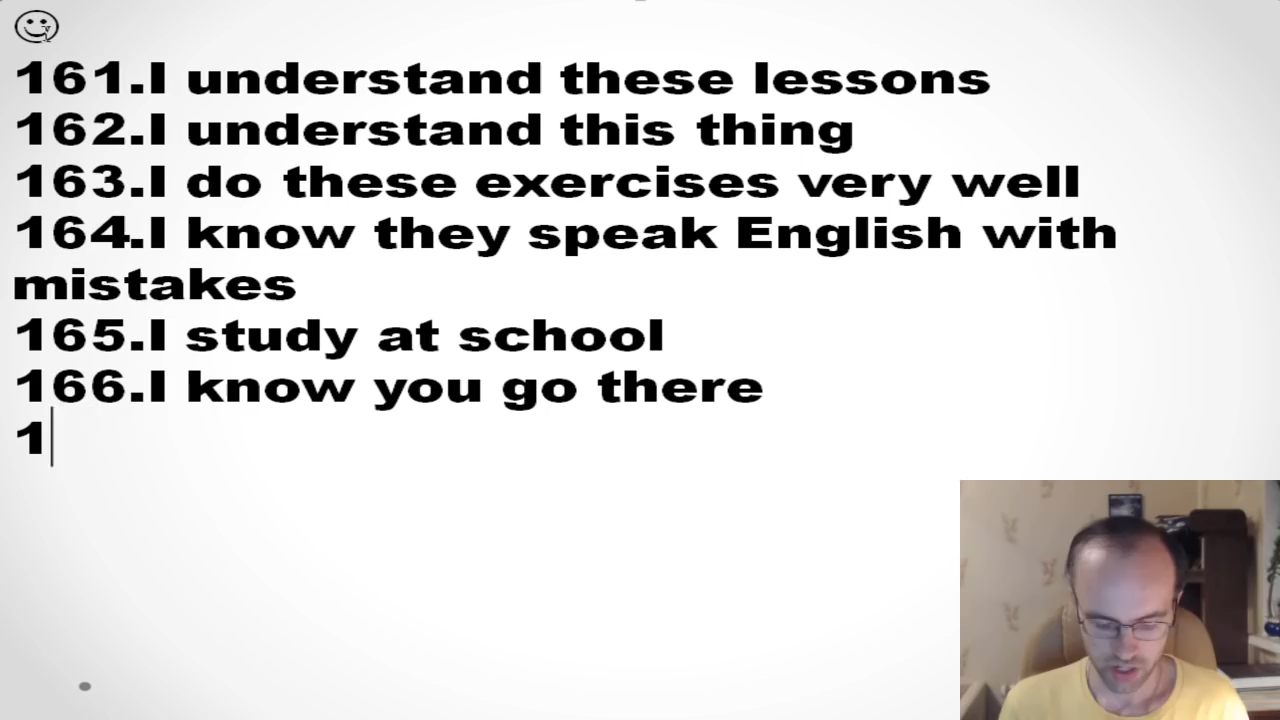 161.I understand these lessons
162.I understand this thing
163.I do these exercises very well
164.I know they speak English with
mistakes
165.I study at school
166.I know you go there
1